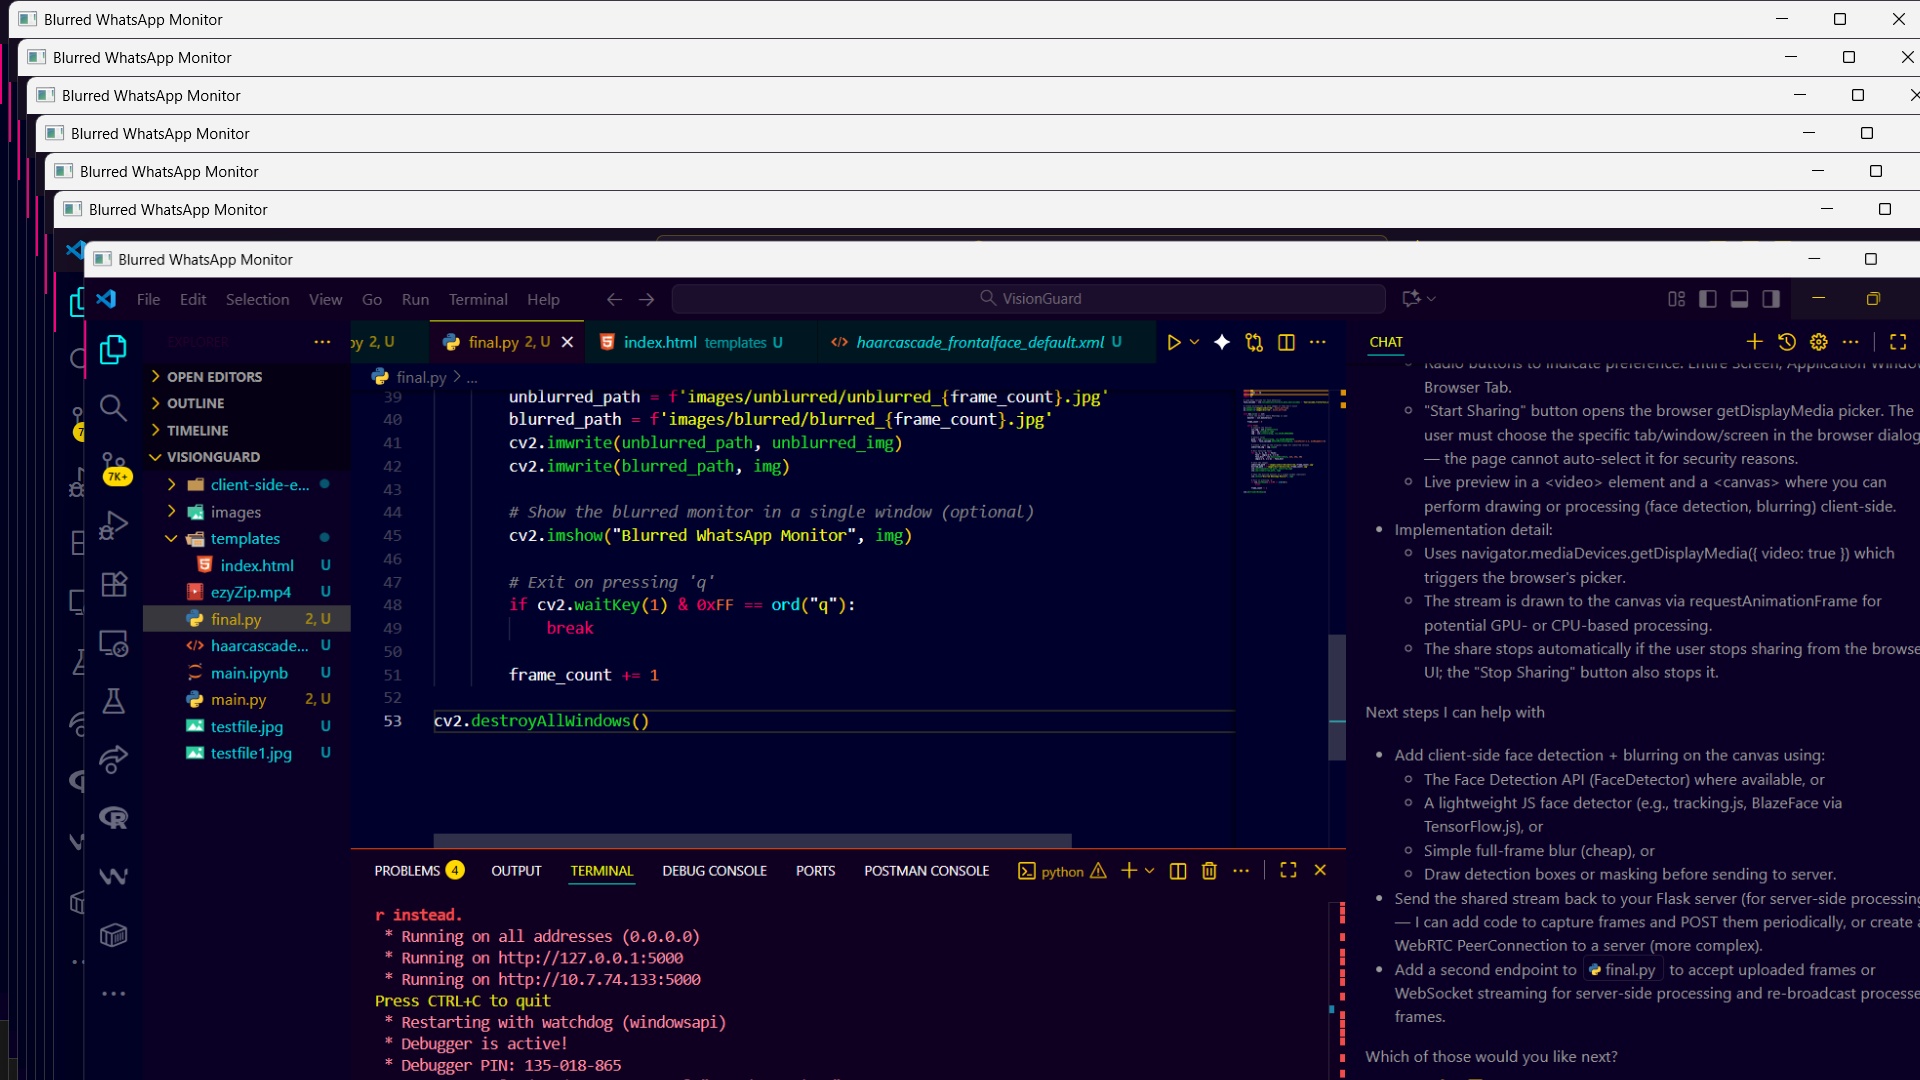 Blurred WhatsApp Monitor
Blurred WhatsApp Monitor
Blurred WhatsApp Monitor
Blurred WhatsApp Monitor
Blurred WhatsApp Monitor
Blurred WhatsApp Monitor
Blurred WhatsApp Monitor
File Edit Selection View Go Run Terminal Help VisionGuard
EXPLORER
OPEN EDITORS
OUTLINE
TIMELINE
VISIONGUARD
client-side-e...
images
templates
index.html U
ezyZip.mp4 U
final.py 2, U
haarcascade... U
main.ipynb U
main.py 2, U
testfile.jpg U
testfile1.jpg U
7K+
py 2, U final.py 2, U index.html templates U haarcascade_frontalface_default.xml U
final.py > ...
39 unblurred_path = f'images/unblurred/unblurred_{frame_count}.jpg'
40 blurred_path = f'images/blurred/blurred_{frame_count}.jpg'
41 cv2.imwrite(unblurred_path, unblurred_img)
42 cv2.imwrite(blurred_path, img)
43
44 # Show the blurred monitor in a single window (optional)
45 cv2.imshow("Blurred WhatsApp Monitor", img)
46
47 # Exit on pressing 'q'
48 if cv2.waitKey(1) & 0xFF == ord("q"):
49 break
50
51 frame_count += 1
52
53 cv2.destroyAllWindows()
PROBLEMS 4 OUTPUT TERMINAL DEBUG CONSOLE PORTS POSTMAN CONSOLE python
r instead.
* Running on all addresses (0.0.0.0)
* Running on http://127.0.0.1:5000
* Running on http://10.7.74.133:5000
Press CTRL+C to quit
* Restarting with watchdog (windowsapi)
* Debugger is active!
* Debugger PIN: 135-018-865
CHAT
Radio buttons to indicate preference: Entire Screen, Application Window
Browser Tab.
"Start Sharing" button opens the browser getDisplayMedia picker. The
user must choose the specific tab/window/screen in the browser dialog
— the page cannot auto-select it for security reasons.
Live preview in a <video> element and a <canvas> where you can
perform drawing or processing (face detection, blurring) client-side.
Implementation detail:
Uses navigator.mediaDevices.getDisplayMedia({ video: true }) which
triggers the browser's picker.
The stream is drawn to the canvas via requestAnimationFrame for
potential GPU- or CPU-based processing.
The share stops automatically if the user stops sharing from the browse
UI; the "Stop Sharing" button also stops it.
Next steps I can help with
Add client-side face detection + blurring on the canvas using:
The Face Detection API (FaceDetector) where available, or
A lightweight JS face detector (e.g., tracking.js, BlazeFace via
TensorFlow.js), or
Simple full-frame blur (cheap), or
Draw detection boxes or masking before sending to server.
Send the shared stream back to your Flask server (for server-side processing
— I can add code to capture frames and POST them periodically, or create a
WebRTC PeerConnection to a server (more complex).
Add a second endpoint to final.py to accept uploaded frames or
WebSocket streaming for server-side processing and re-broadcast processe
frames.
Which of those would you like next?